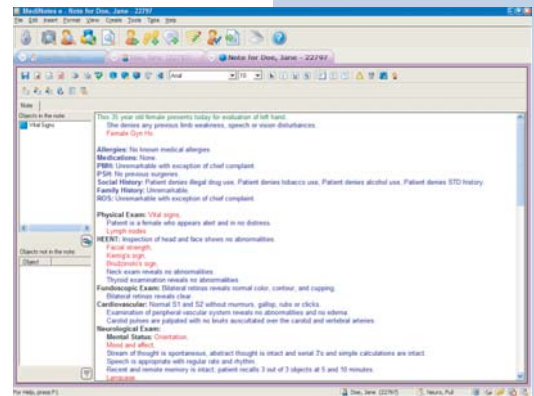 MediNotes e - Note for Doe, Jane - 22797
File Edit Insert Format View Create Tools Type Help
Note for Doe, Jane - 22797
Arial 10
Note
Objects in the note:
Vital Signs
Objects not in the note:
Object
This 35 year old female presents today for evaluation of left hand.
She denies any previous limb weakness, speech or vision disturbances.
Female Gyn Hx
Allergies: No known medical allergies.
Medications: None.
PMH: Unremarkable with exception of chief complaint.
PSH: No previous surgeries.
Social History: Patient denies illegal drug use, Patient denies tobacco use, Patient denies alcohol use, Patient denies STD history.
Family History: Unremarkable.
ROS: Unremarkable with exception of chief complaint.
Physical Exam: Vital signs,
Patient is a female who appears alert and in no distress.
Lymph nodes
HEENT: Inspection of head and face shows no abnormalities.
Facial strength,
Kernig's sign,
Brudzinski's sign,
Neck exam reveals no abnormalities.
Thyroid examination reveals no abnormalities.
Fundoscopic Exam: Bilateral retinas reveals normal color, contour, and cupping.
Bilateral retinas reveals clear.
Cardiovascular: Normal S1 and S2 without murmurs, gallop, rubs or clicks.
Examination of peripheral vascular system reveals no abnormalities and no edema.
Carotid pulses are palpated with no bruits auscultated over the carotid and vertebral arteries.
Neurological Exam:
Mental Status: Orientation,
Mood and affect,
Stream of thought is spontaneous, abstract thought is intact and serial 7's and simple calculations are intact.
Speech is appropriate with regular rate and rhythm.
Recent and remote memory is intact, patient recalls 3 out of 3 objects at 5 and 10 minutes.
Language,
For Help, press F1
Doe, Jane (22797)
Neuro, Pul